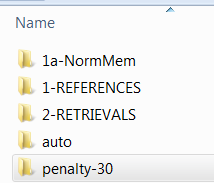 Name
1a-NormMem
1-REFERENCES
2-RETRIEVALS
auto
penalty-30